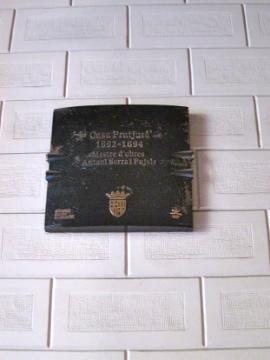 Casa Pratjusà
1892-1894
Mestre d'obres
Antoni Serra i Pujals